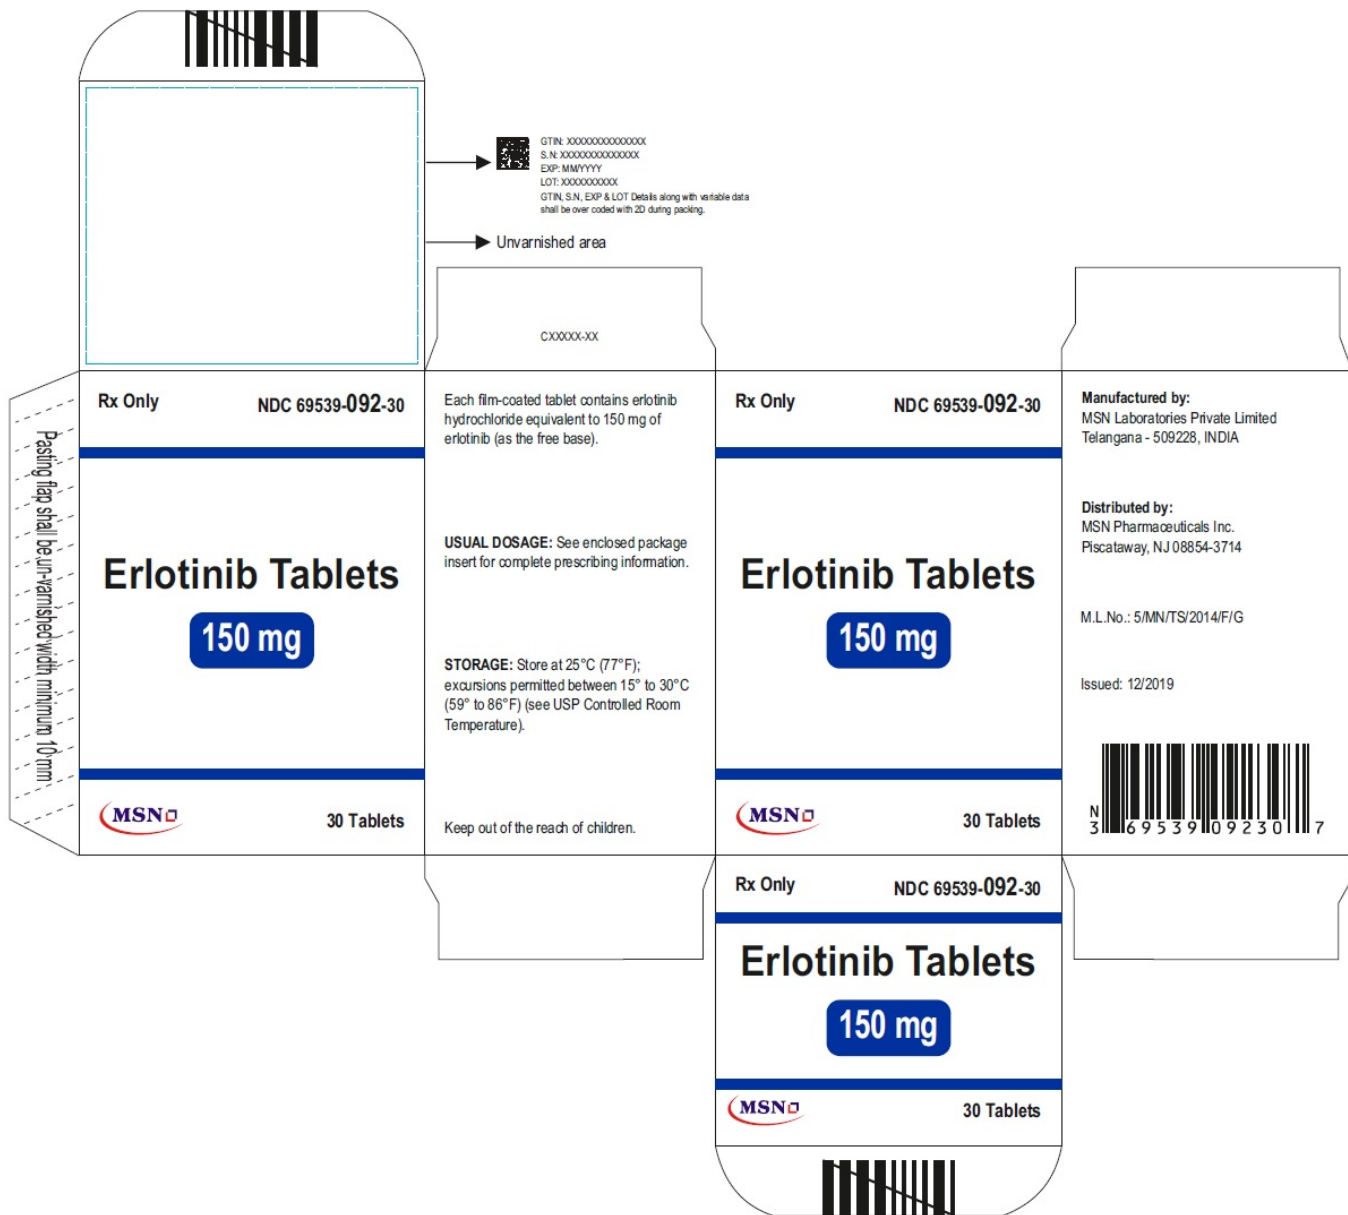 GTIN: XXXXXXXXXXXXXX
S.N: XXXXXXXXXXXXXX
EXP: MM/YYYY
LOT: XXXXXXXXXX
GTIN, S.N, EXP & LOT Details along with variable data
shall be over coded with 2D during packing.
Unvarnished area
CXXXXX-XX
Pasting flap shall be un-varnished width minimum 10 mm
Rx Only
NDC 69539-092-30
Erlotinib Tablets
150 mg
MSN
30 Tablets
Each film-coated tablet contains erlotinib
hydrochloride equivalent to 150 mg of
erlotinib (as the free base).
USUAL DOSAGE: See enclosed package
insert for complete prescribing information.
STORAGE: Store at 25°C (77°F);
excursions permitted between 15° to 30°C
(59° to 86°F) (see USP Controlled Room
Temperature).
Keep out of the reach of children.
Rx Only
NDC 69539-092-30
Erlotinib Tablets
150 mg
MSN
30 Tablets
Manufactured by:
MSN Laboratories Private Limited
Telangana - 509228, INDIA
Distributed by:
MSN Pharmaceuticals Inc.
Piscataway, NJ 08854-3714
M.L.No.: 5/MN/TS/2014/F/G
Issued: 12/2019
N
3 69539 09230 7
Rx Only
NDC 69539-092-30
Erlotinib Tablets
150 mg
MSN
30 Tablets